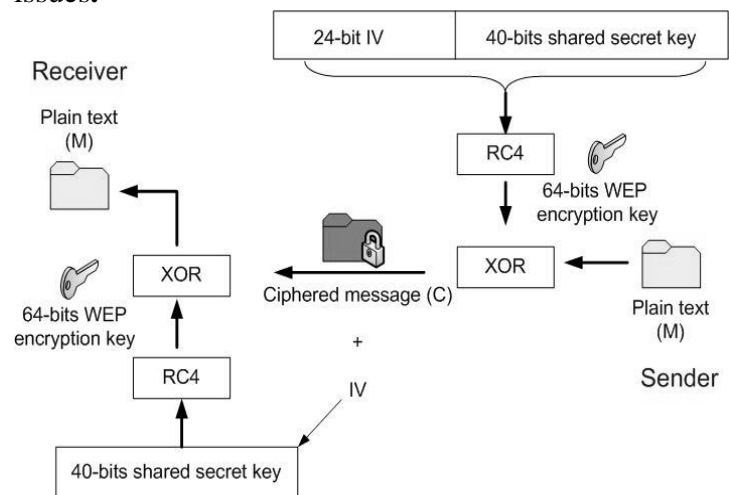 issues.
24-bit IV
40-bits shared secret key
Receiver
Plain text
(M)
RC4
64-bits WEP
encryption key
XOR
XOR
Ciphered message (C)
64-bits WEP
encryption key
Plain text
(M)
+
RC4
Sender
IV
40-bits shared secret key